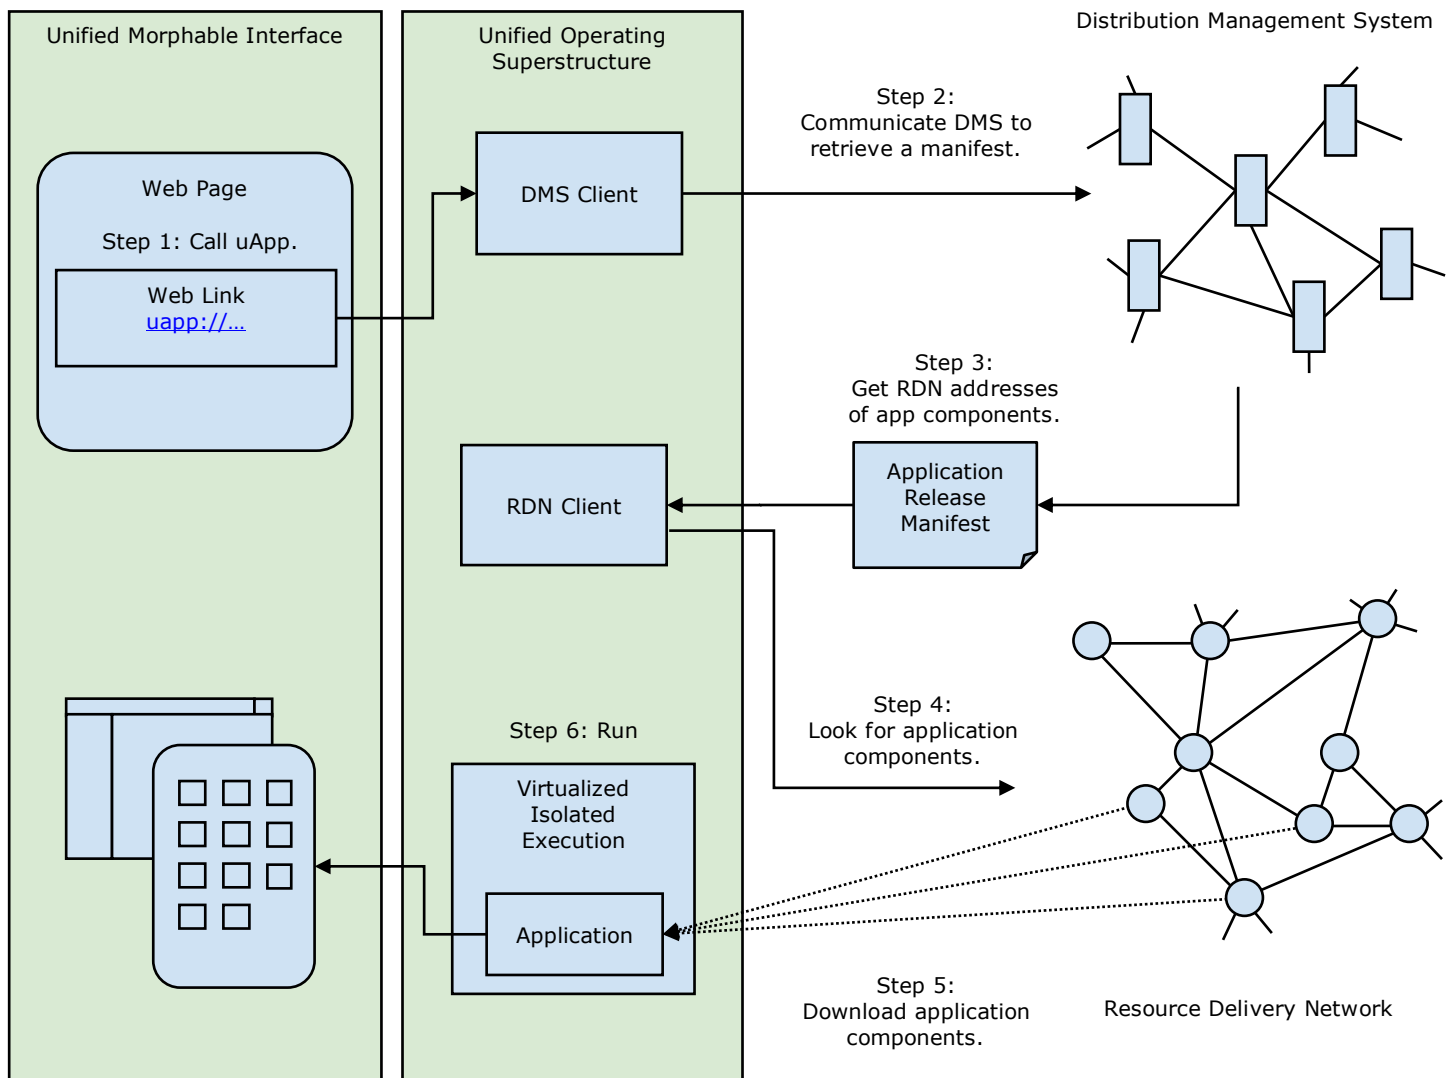 Unified Morphable Interface
Unified Operating
Superstructure
Distribution Management System
Step 2:
Communicate DMS to
retrieve a manifest.
Web Page
Step 1: Call uApp.
Web Link
uapp://...
DMS Client
Step 3:
Get RDN addresses
of app components.
Application
Release
Manifest
RDN Client
Step 4:
Look for application
components.
Step 6: Run
Virtualized
Isolated
Execution
Application
Step 5:
Download application
components.
Resource Delivery Network